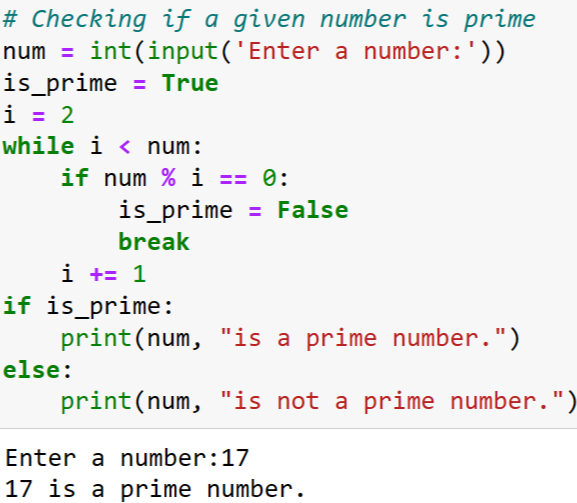 # Checking if a given number is prime
num = int(input('Enter a number:'))
is_prime = True
i = 2
while i < num:
    if num % i == 0:
        is_prime = False
        break
    i += 1
if is_prime:
    print(num, "is a prime number.")
else:
    print(num, "is not a prime number.")
Enter a number:17
17 is a prime number.